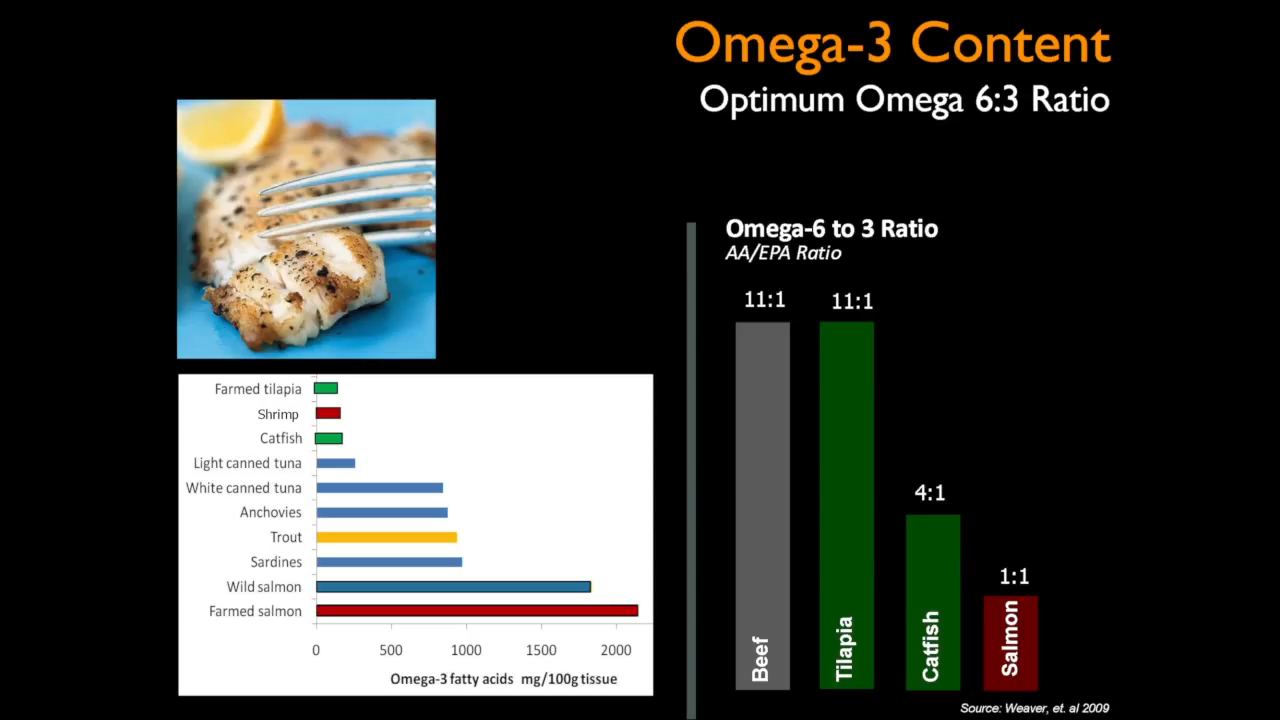 Omega-3 Content
Optimum Omega 6:3 Ratio
Farmed tilapia
Shrimp
Catfish
Light canned tuna
White canned tuna
Anchovies
Trout
Sardines
Wild salmon
Farmed salmon
0 500 1000 1500 2000
Omega-3 fatty acids mg/100g tissue
Omega-6 to 3 Ratio
AA/EPA Ratio
11:1 11:1
4:1
1:1
Beef Tilapia Catfish Salmon
Source: Weaver, et. al 2009